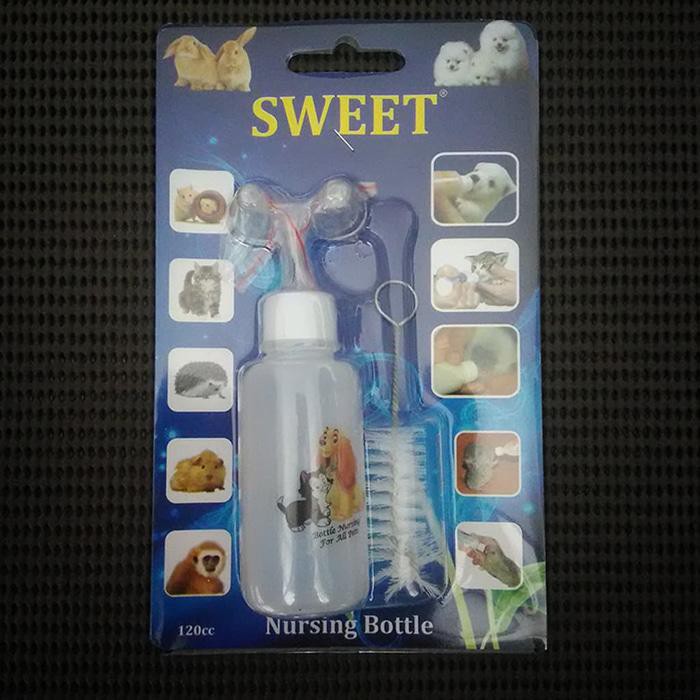 SWEET®
Bottle Nursing
For All Pets
120cc
Nursing Bottle